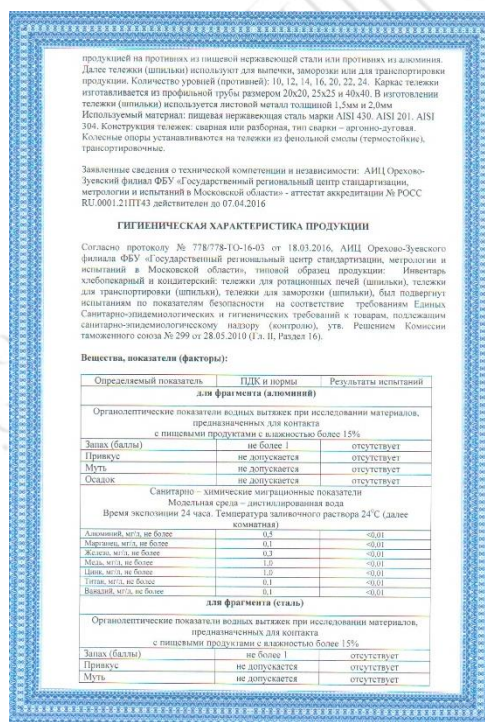 продукцией на противнях из пищевой нержавеющей стали или противнях из алюминия.
Далее тележки (шпильки) используют для выпечки, заморозки или для транспортировки
продукции. Количество уровней (противней): 10, 12, 14, 16, 20, 22, 24. Каркас тележки
изготавливается из профильной трубы размером 20х20, 25х25 и 40х40. В изготовлении
тележки (шпильки) используется листовой металл толщиной 1,5мм и 2,0мм
Используемый материал: пищевая нержавеющая сталь марки AISI 430. AISI 201. AISI
304. Конструкция тележек: сварная или разборная, тип сварки – аргонно-дуговая.
Колесные опоры устанавливаются на тележки из фенольной смолы (термостойкие),
трансортировочные.
Заявленные сведения о технической компетенции и независимости: АИЦ Орехово-
Зуевский филиал ФБУ «Государственный региональный центр стандартизации,
метрологии и испытаний в Московской области» - аттестат аккредитации № РОСС
RU.0001.21ПТ43 действителен до 07.04.2016
ГИГИЕНИЧЕСКАЯ ХАРАКТЕРИСТИКА ПРОДУКЦИИ
Согласно протоколу № 778/778-ТО-16-03 от 18.03.2016, АИЦ Орехово-Зуевского
филиала ФБУ «Государственный региональный центр стандартизации, метрологии и
испытаний в Московской области», типовой образец продукции: Инвентарь
хлебопекарный и кондитерский: тележки для ротационных печей (шпильки), тележки
для транспортировки (шпильки), тележки для заморозки (шпильки), был подвергнут
испытаниям по показателям безопасности на соответствие требованиям Единых
Санитарно-эпидемиологических и гигиенических требований к товарам, подлежащим
санитарно-эпидемиологическому надзору (контролю), утв. Решением Комиссии
таможенного союза № 299 от 28.05.2010 (Гл. II, Раздел 16).
Вещества, показатели (факторы):
Определяемый показатель ПДК и нормы Результаты испытаний
для фрагмента (алюминий)
Органолептические показатели водных вытяжек при исследовании материалов,
предназначенных для контакта
с пищевыми продуктами с влажностью более 15%
Запах (баллы) не более 1 отсутствует
Привкус не допускается отсутствует
Муть не допускается отсутствует
Осадок не допускается отсутствует
Санитарно – химические миграционные показатели
Модельная среда – дистиллированная вода
Время экспозиции 24 часа. Температура заливочного раствора 24°С (далее
комнатная)
Алюминий, мг/л, не более 0,5 <0,01
Марганец, мг/л, не более 0,1 <0,01
Железо, мг/л, не более 0,3 <0,01
Медь, мг/л, не более 1,0 <0,01
Цинк, мг/л, не более 1,0 <0,01
Титан, мг/л, не более 0,1 <0,01
Ванадий, мг/л, не более 0,1 <0,01
для фрагмента (сталь)
Органолептические показатели водных вытяжек при исследовании материалов,
предназначенных для контакта
с пищевыми продуктами с влажностью более 15%
Запах (баллы) не более 1 отсутствует
Привкус не допускается отсутствует
Муть не допускается отсутствует